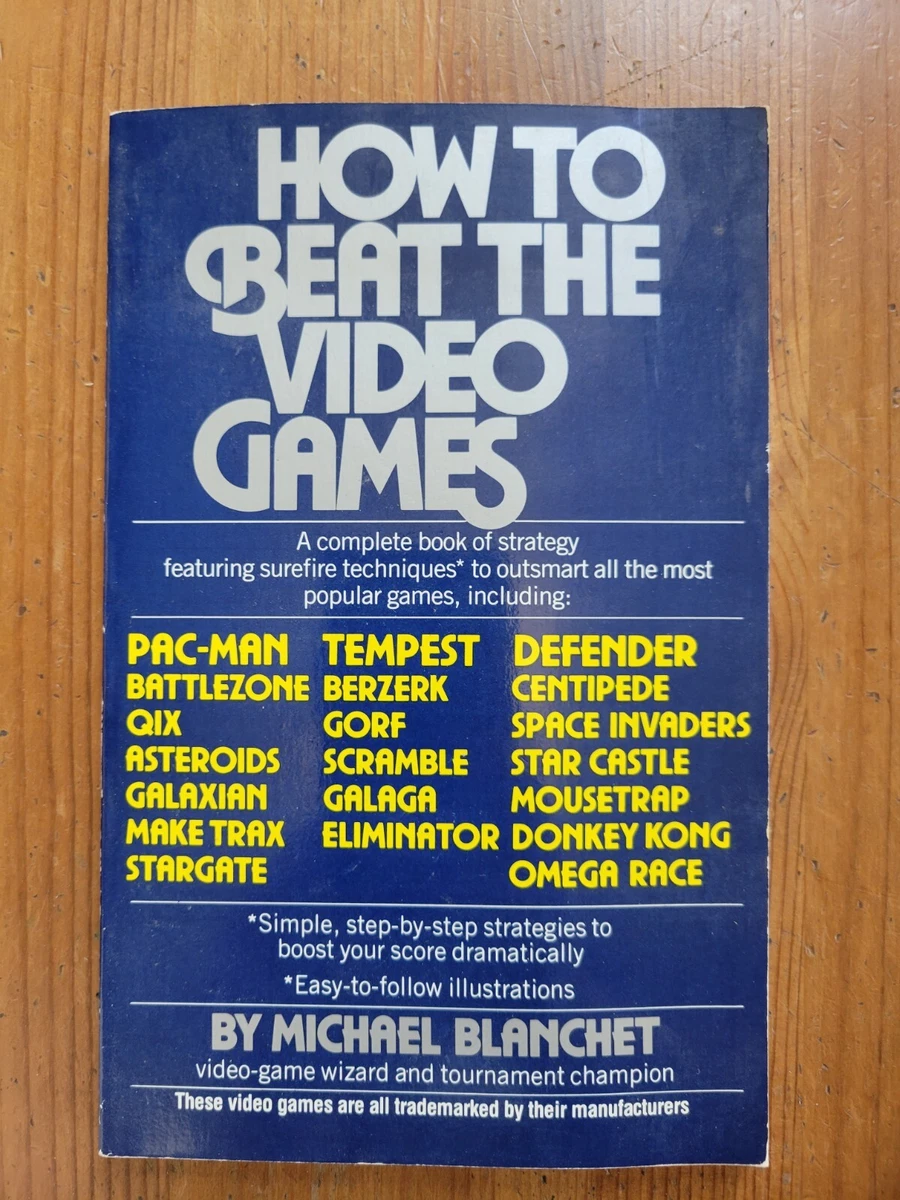 HOW TO
BEAT THE
VIDEO
GAMES
A complete book of strategy
featuring surefire techniques* to outsmart all the most
popular games, including:
PAC-MAN TEMPEST DEFENDER
BATTLEZONE BERZERK CENTIPEDE
QIX GORF SPACE INVADERS
ASTEROIDS SCRAMBLE STAR CASTLE
GALAXIAN GALAGA MOUSETRAP
MAKE TRAX ELIMINATOR DONKEY KONG
STARGATE OMEGA RACE
*Simple, step-by-step strategies to
boost your score dramatically
*Easy-to-follow illustrations
BY MICHAEL BLANCHET
video-game wizard and tournament champion
These video games are all trademarked by their manufacturers